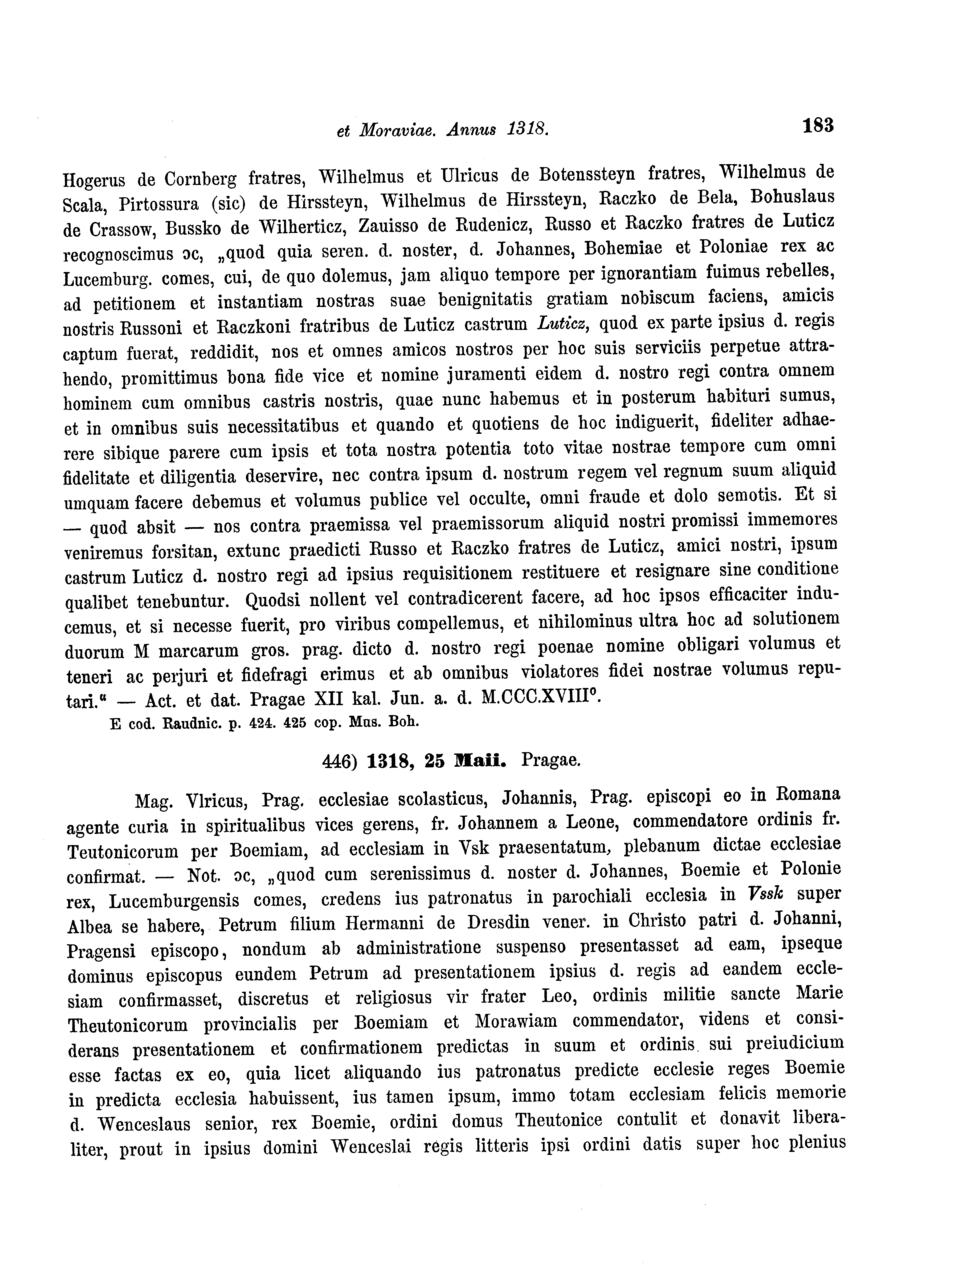 et Moraviae. Annus 1318. 183
Hogerus de Cornberg fratres, Wilhelmus et Ulricus de Botenssteyn fratres, Wilhelmus de
Scala, Pirtossura (sic) de Hirssteyn, Wilhelmus de Hirssteyn, Raczko de Bela, Bohuslaus
de Crassow, Bussko de Wilherticz, Zauisso de Rudenicz, Russo et Raczko fratres de Luticz
recognoscimus ɔc, „quod quia seren. d. noster, d. Johannes, Bohemiae et Poloniae rex ac
Lucemburg. comes, cui, de quo dolemus, jam aliquo tempore per ignorantiam fuimus rebelles,
ad petitionem et instantiam nostras suae benignitatis gratiam nobiscum faciens, amicis
nostris Russoni et Raczkoni fratribus de Luticz castrum Luticz, quod ex parte ipsius d. regis
captum fuerat, reddidit, nos et omnes amicos nostros per hoc suis serviciis perpetue attra-
hendo, promittimus bona fide vice et nomine juramenti eidem d. nostro regi contra omnem
hominem cum omnibus castris nostris, quae nunc habemus et in posterum habituri sumus,
et in omnibus suis necessitatibus et quando et quotiens de hoc indiguerit, fideliter adhae-
rere sibique parere cum ipsis et tota nostra potentia toto vitae nostrae tempore cum omni
fidelitate et diligentia deservire, nec contra ipsum d. nostrum regem vel regnum suum aliquid
umquam facere debemus et volumus publice vel occulte, omni fraude et dolo semotis. Et si
— quod absit — nos contra praemissa vel praemissorum aliquid nostri promissi immemores
veniremus forsitan, extunc praedicti Russo et Raczko fratres de Luticz, amici nostri, ipsum
castrum Luticz d. nostro regi ad ipsius requisitionem restituere et resignare sine conditione
qualibet tenebuntur. Quodsi nollent vel contradicerent facere, ad hoc ipsos efficaciter indu-
cemus, et si necesse fuerit, pro viribus compellemus, et nihilominus ultra hoc ad solutionem
duorum M marcarum gros. prag. dicto d. nostro regi poenae nomine obligari volumus et
teneri ac perjuri et fidefragi erimus et ab omnibus violatores fidei nostrae volumus repu-
tari.“ — Act. et dat. Pragae XII kal. Jun. a. d. M.CCC.XVIIIº.
E cod. Raudnic. p. 424. 425 cop. Mus. Boh.
446) 1318, 25 Maii. Pragae.
Mag. Vlricus, Prag. ecclesiae scolasticus, Johannis, Prag. episcopi eo in Romana
agente curia in spiritualibus vices gerens, fr. Johannem a Leone, commendatore ordinis fr.
Teutonicorum per Boemiam, ad ecclesiam in Vsk praesentatum, plebanum dictae ecclesiae
confirmat. — Not. ɔc, „quod cum serenissimus d. noster d. Johannes, Boemie et Polonie
rex, Lucemburgensis comes, credens ius patronatus in parochiali ecclesia in Vssk super
Albea se habere, Petrum filium Hermanni de Dresdin vener. in Christo patri d. Johanni,
Pragensi episcopo, nondum ab administratione suspenso presentasset ad eam, ipseque
dominus episcopus eundem Petrum ad presentationem ipsius d. regis ad eandem eccle-
siam confirmasset, discretus et religiosus vir frater Leo, ordinis militie sancte Marie
Theutonicorum provincialis per Boemiam et Morawiam commendator, videns et consi-
derans presentationem et confirmationem predictas in suum et ordinis sui preiudicium
esse factas ex eo, quia licet aliquando ius patronatus predicte ecclesie reges Boemie
in predicta ecclesia habuissent, ius tamen ipsum, immo totam ecclesiam felicis memorie
d. Wenceslaus senior, rex Boemie, ordini domus Theutonice contulit et donavit libera-
liter, prout in ipsius domini Wenceslai regis litteris ipsi ordini datis super hoc plenius